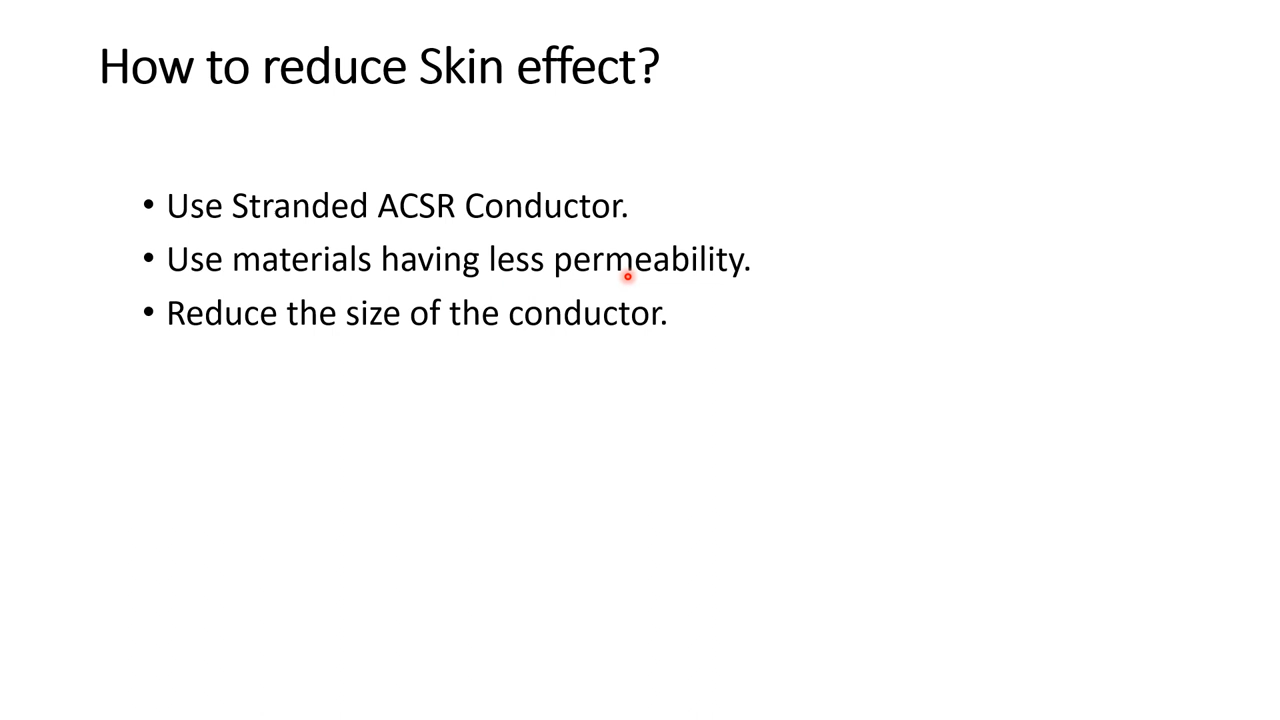 How to reduce Skin effect?
• Use Stranded ACSR Conductor.
• Use materials having less permeability.
• Reduce the size of the conductor.